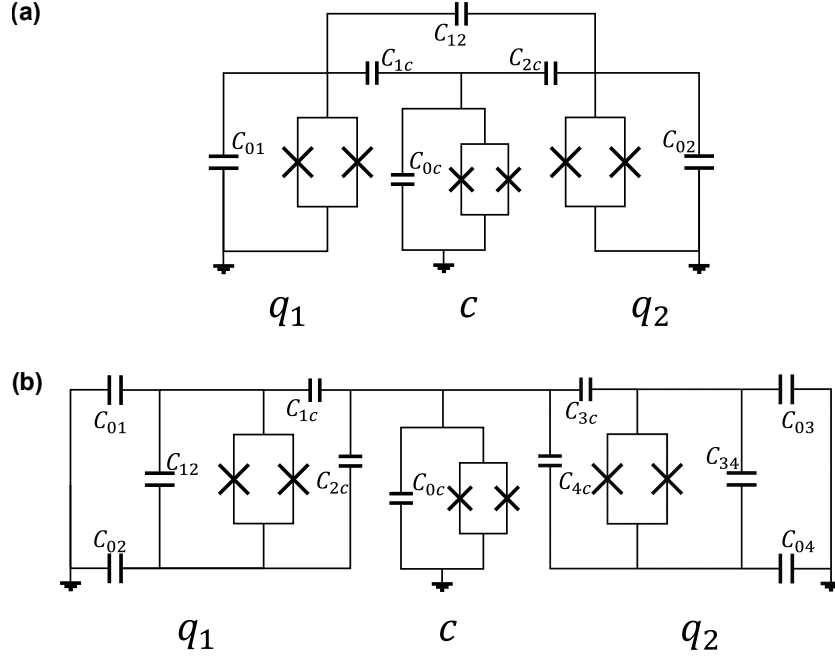 (a)
C₁₂
C₁c C₂c
C₀₁ C₀c C₀₂
q₁ c q₂
(b)
C₀₁ C₁c C₃c C₀₃
C₁₂ C₂c C₀c C₄c C₃₄
C₀₂ C₀₄
q₁ c q₂